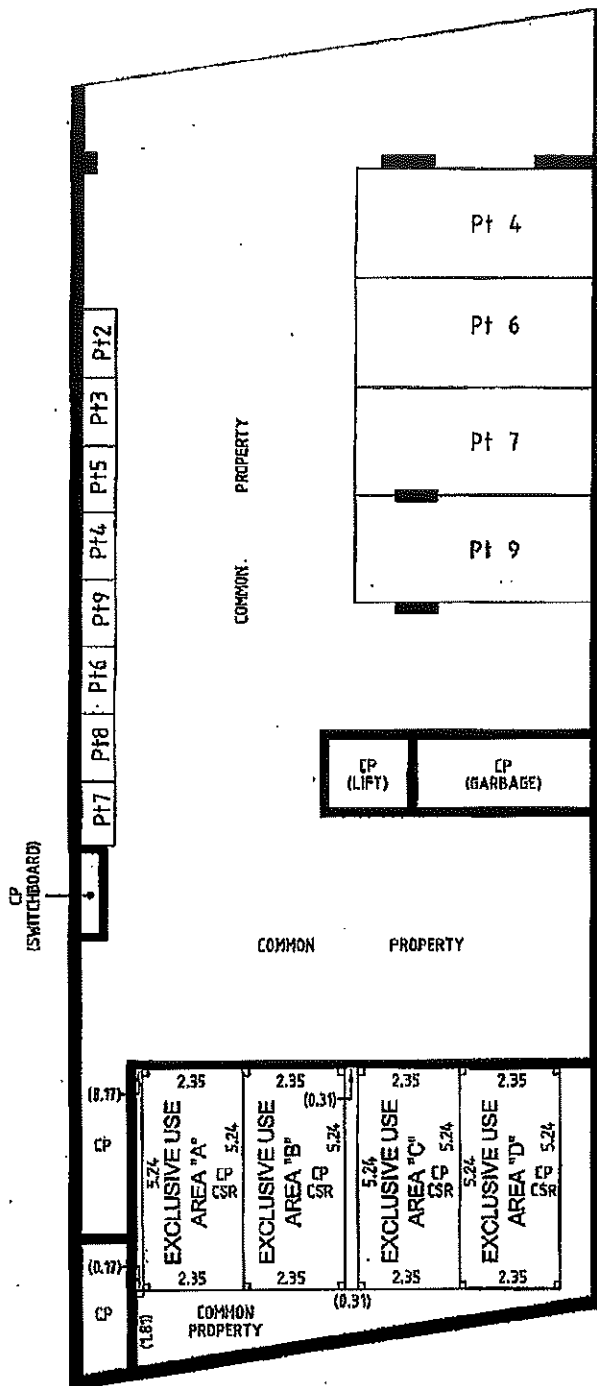 Pt 4
Pt 6
Pt 7
Pt 9
Pt2
Pt3
Pt5
Pt4
Pt9
Pt6
Pt8
Pt7
COMMON PROPERTY
CP
(LIFT)
CP
(GARBAGE)
CP
(SWITCHBOARD)
COMMON PROPERTY
(0.17)
CP
2.35
EXCLUSIVE USE
AREA "A"
5.24
5.24
CP
CSR
2.35
2.35
EXCLUSIVE USE
AREA "B"
5.24
CP
CSR
2.35
(0.31)
2.35
EXCLUSIVE USE
AREA "C"
5.24
5.24
CP
CSR
2.35
2.35
EXCLUSIVE USE
AREA "D"
5.24
5.24
CP
CSR
2.35
(0.17)
CP
(1.81)
COMMON
PROPERTY
(0.31)